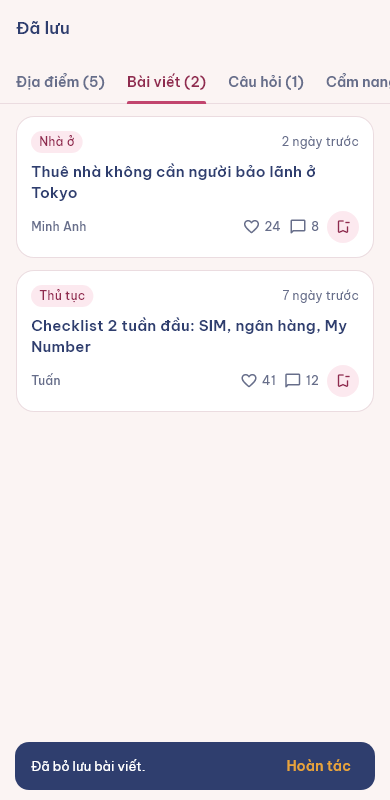 Đã lưu
Địa điểm (5) Bài viết (2) Câu hỏi (1) Cẩm nang
Nhà ở 2 ngày trước
Thuê nhà không cần người bảo lãnh ở
Tokyo
Minh Anh 24 8
Thủ tục 7 ngày trước
Checklist 2 tuần đầu: SIM, ngân hàng, My
Number
Tuấn 41 12
Đã bỏ lưu bài viết. Hoàn tác